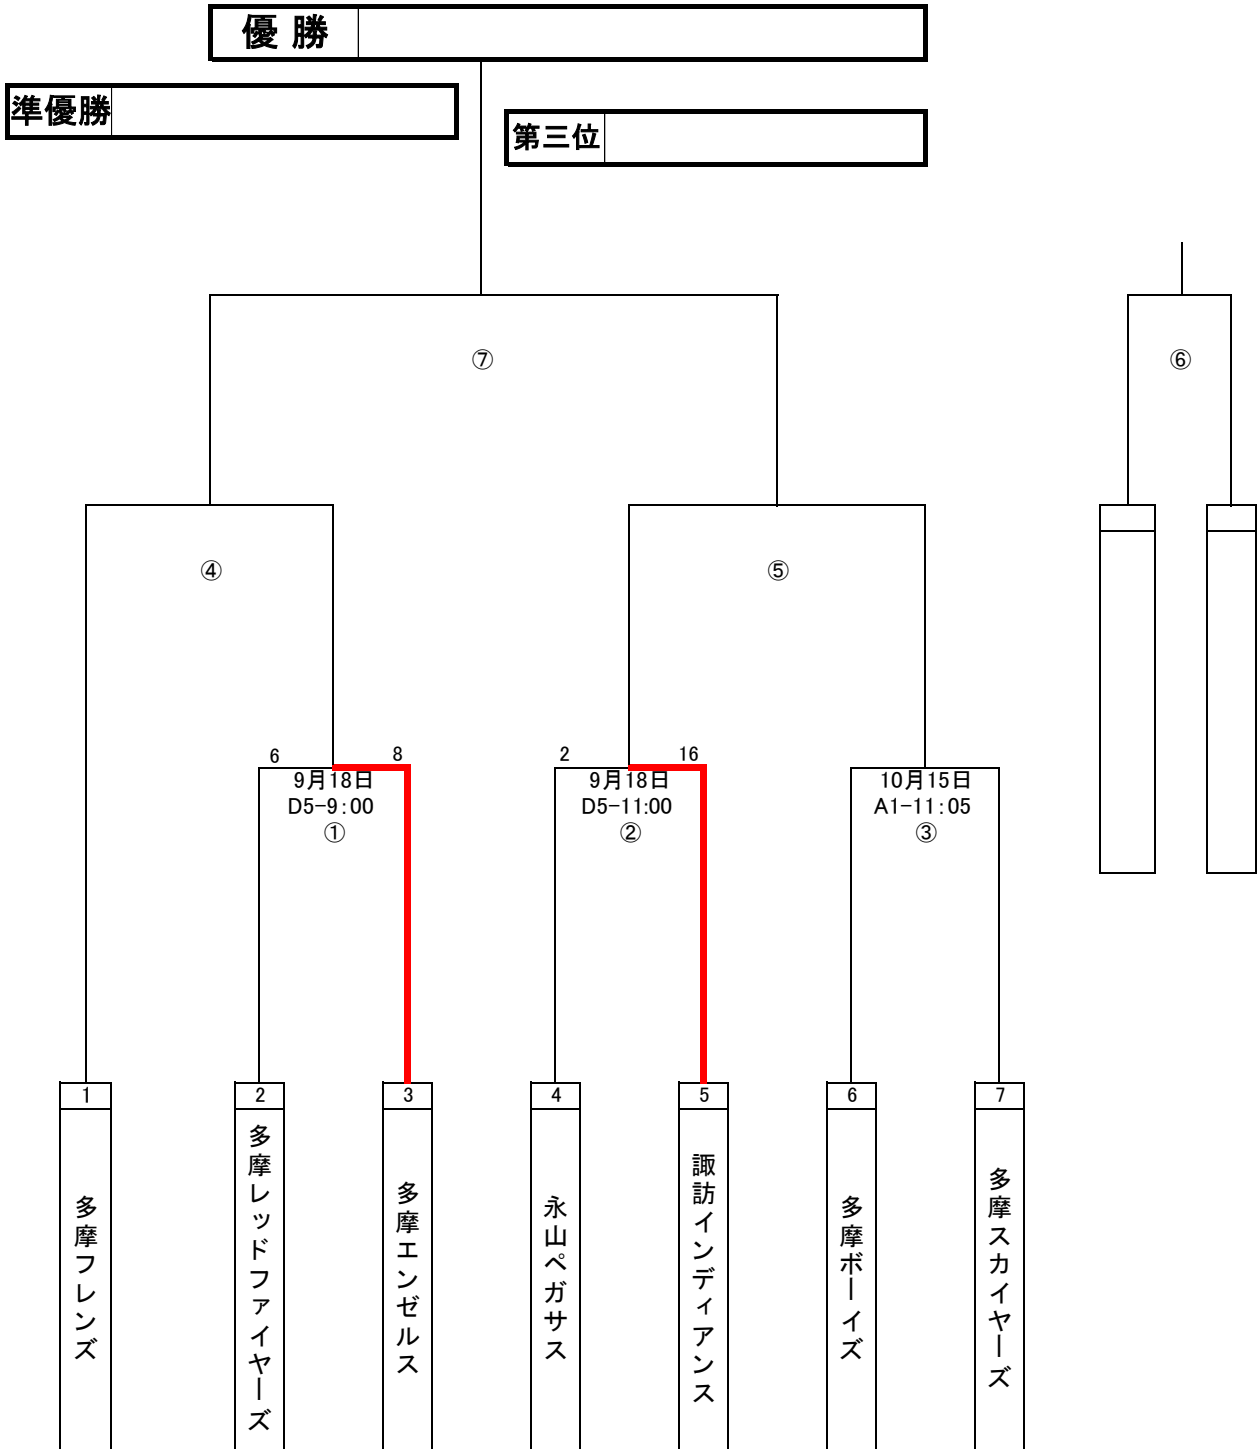 優 勝
準優勝
第三位
⑦
⑥
④
⑤
6
8
9月18日
D5-9:00
①
2
16
9月18日
D5-11:00
②
10月15日
A1-11:05
③
1
多摩フレンズ
2
多摩レッドファイヤーズ
3
多摩エンゼルス
4
永山ペガサス
5
諏訪インディアンス
6
多摩ボーイズ
7
多摩スカイヤーズ